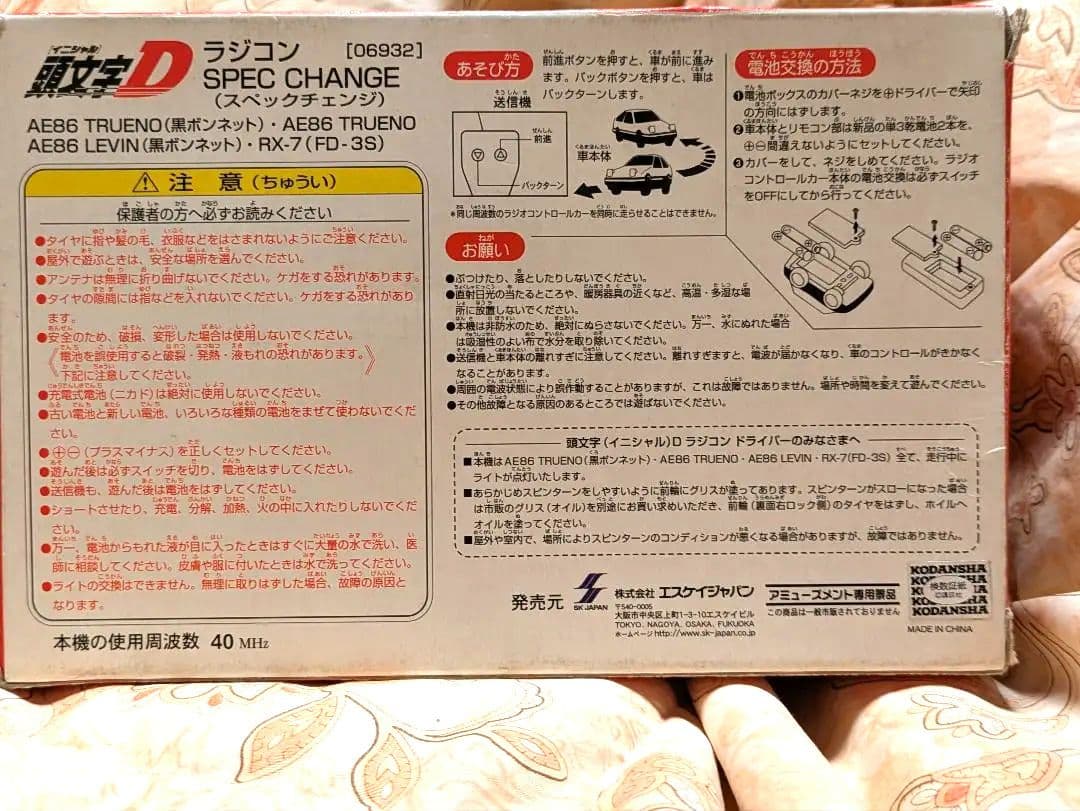 [イニシャル]
頭文字D
ラジコン [06932]
SPEC CHANGE
(スペックチェンジ)
AE86 TRUENO(黒ボンネット)・AE86 TRUENO
AE86 LEVIN(黒ボンネット)・RX-7(FD-3S)
注 意(ちゅうい)
保護者の方へ必ずお読みください
●タイヤに指や髪の毛、衣服などをはさまれないようにご注意ください。
●屋外で遊ぶときは、安全な場所を選んでください。
●アンテナは無理に折り曲げないでください。ケガをする恐れがあります。
●タイヤの隙間には指などを入れないでください。ケガをする恐れがあり
ます。
●安全のため、破損、変形した場合は使用しないでください。
《電池を誤使用すると破裂・発熱・液もれの恐れがあります。
下記に注意してください。》
●充電式電池(ニカド)は絶対に使用しないでください。
●古い電池と新しい電池、いろいろな種類の電池をまぜて使わないでくだ
さい。
●⊕⊖(プラスマイナス)を正しくセットしてください。
●遊んだ後は必ずスイッチを切り、電池をはずしてください。
●送信機も、遊んだ後は電池をはずしてください。
●ショートさせたり、充電、分解、加熱、火の中に入れたりしないでくだ
さい。
●万一、電池からもれた液が目に入ったときはすぐに大量の水で洗い、医
師に相談してください。皮膚や服に付いたときは水で洗ってください。
●ライトの交換はできません。無理に取りはずした場合、故障の原因と
なります。
本機の使用周波数 40 MHz
あそび方
前進ボタンを押すと、車が前に進み
ます。バックボタンを押すと、車は
バックターンします。
送信機
前進
バックターン
車本体
*同じ周波数のラジオコントロールカーを同時に走らせることはできません。
電池交換の方法
❶電池ボックスのカバーネジを⊕ドライバーで矢印
の方向にはずします。
❷車本体とリモコン部は新品の単3乾電池2本を、
⊕⊖間違えないようにセットしてください。
❸カバーをして、ネジをしめてください。ラジオ
コントロールカー本体の電池交換は必ずスイッチ
をOFFにしてから行ってください。
お願い
●ぶつけたり、落としたりしないでください。
●直射日光の当たるところや、暖房器具の近くなど、高温・多湿な場
所に放置しないでください。
●本機は非防水のため、絶対にぬらさないでください。万一、水にぬれた場合
は吸湿性のよい布で水分を取り除いてください。
●送信機と車本体の離れすぎに注意してください。離れすぎますと、電波が届かなくなり、車のコントロールがきかなく
なることがあります。
●周囲の電波状態により誤作動することがありますが、これは故障ではありません。場所や時間を変えて遊んでください。
●その他故障となる原因のあるところでは遊ばないでください。
頭文字(イニシャル)D ラジコン ドライバーのみなさまへ
■本機はAE86 TRUENO(黒ボンネット)・AE86 TRUENO・AE86 LEVIN・RX-7(FD-3S) 全て、走行中に
ライトが点灯いたします。
■あらかじめスピンターンをしやすいように前輪にグリスが塗ってあります。スピンターンがスローになった場合
は市販のグリス(オイル)を別途にお買い求めいただき、前輪(裏面右ロック側)のタイヤをはずし、ホイルへ
オイルを塗ってください。
■屋外や室内で、場所によりスピンターンのコンディションが悪くなる場合がありますが、故障ではありません。
発売元
SK JAPAN
株式会社 エスケイジャパン
〒540-0005
大阪市中央区上町1-3-10エスケイビル
TOKYO, NAGOYA, OSAKA, FUKUOKA
ホームページ http://www.sk-japan.co.jp
アミューズメント専用景品
この商品は一般市販されておりません
KODANSHA
KODANSHA
検数証紙
©講談社
KODANSHA
KODANSHA
MADE IN CHINA